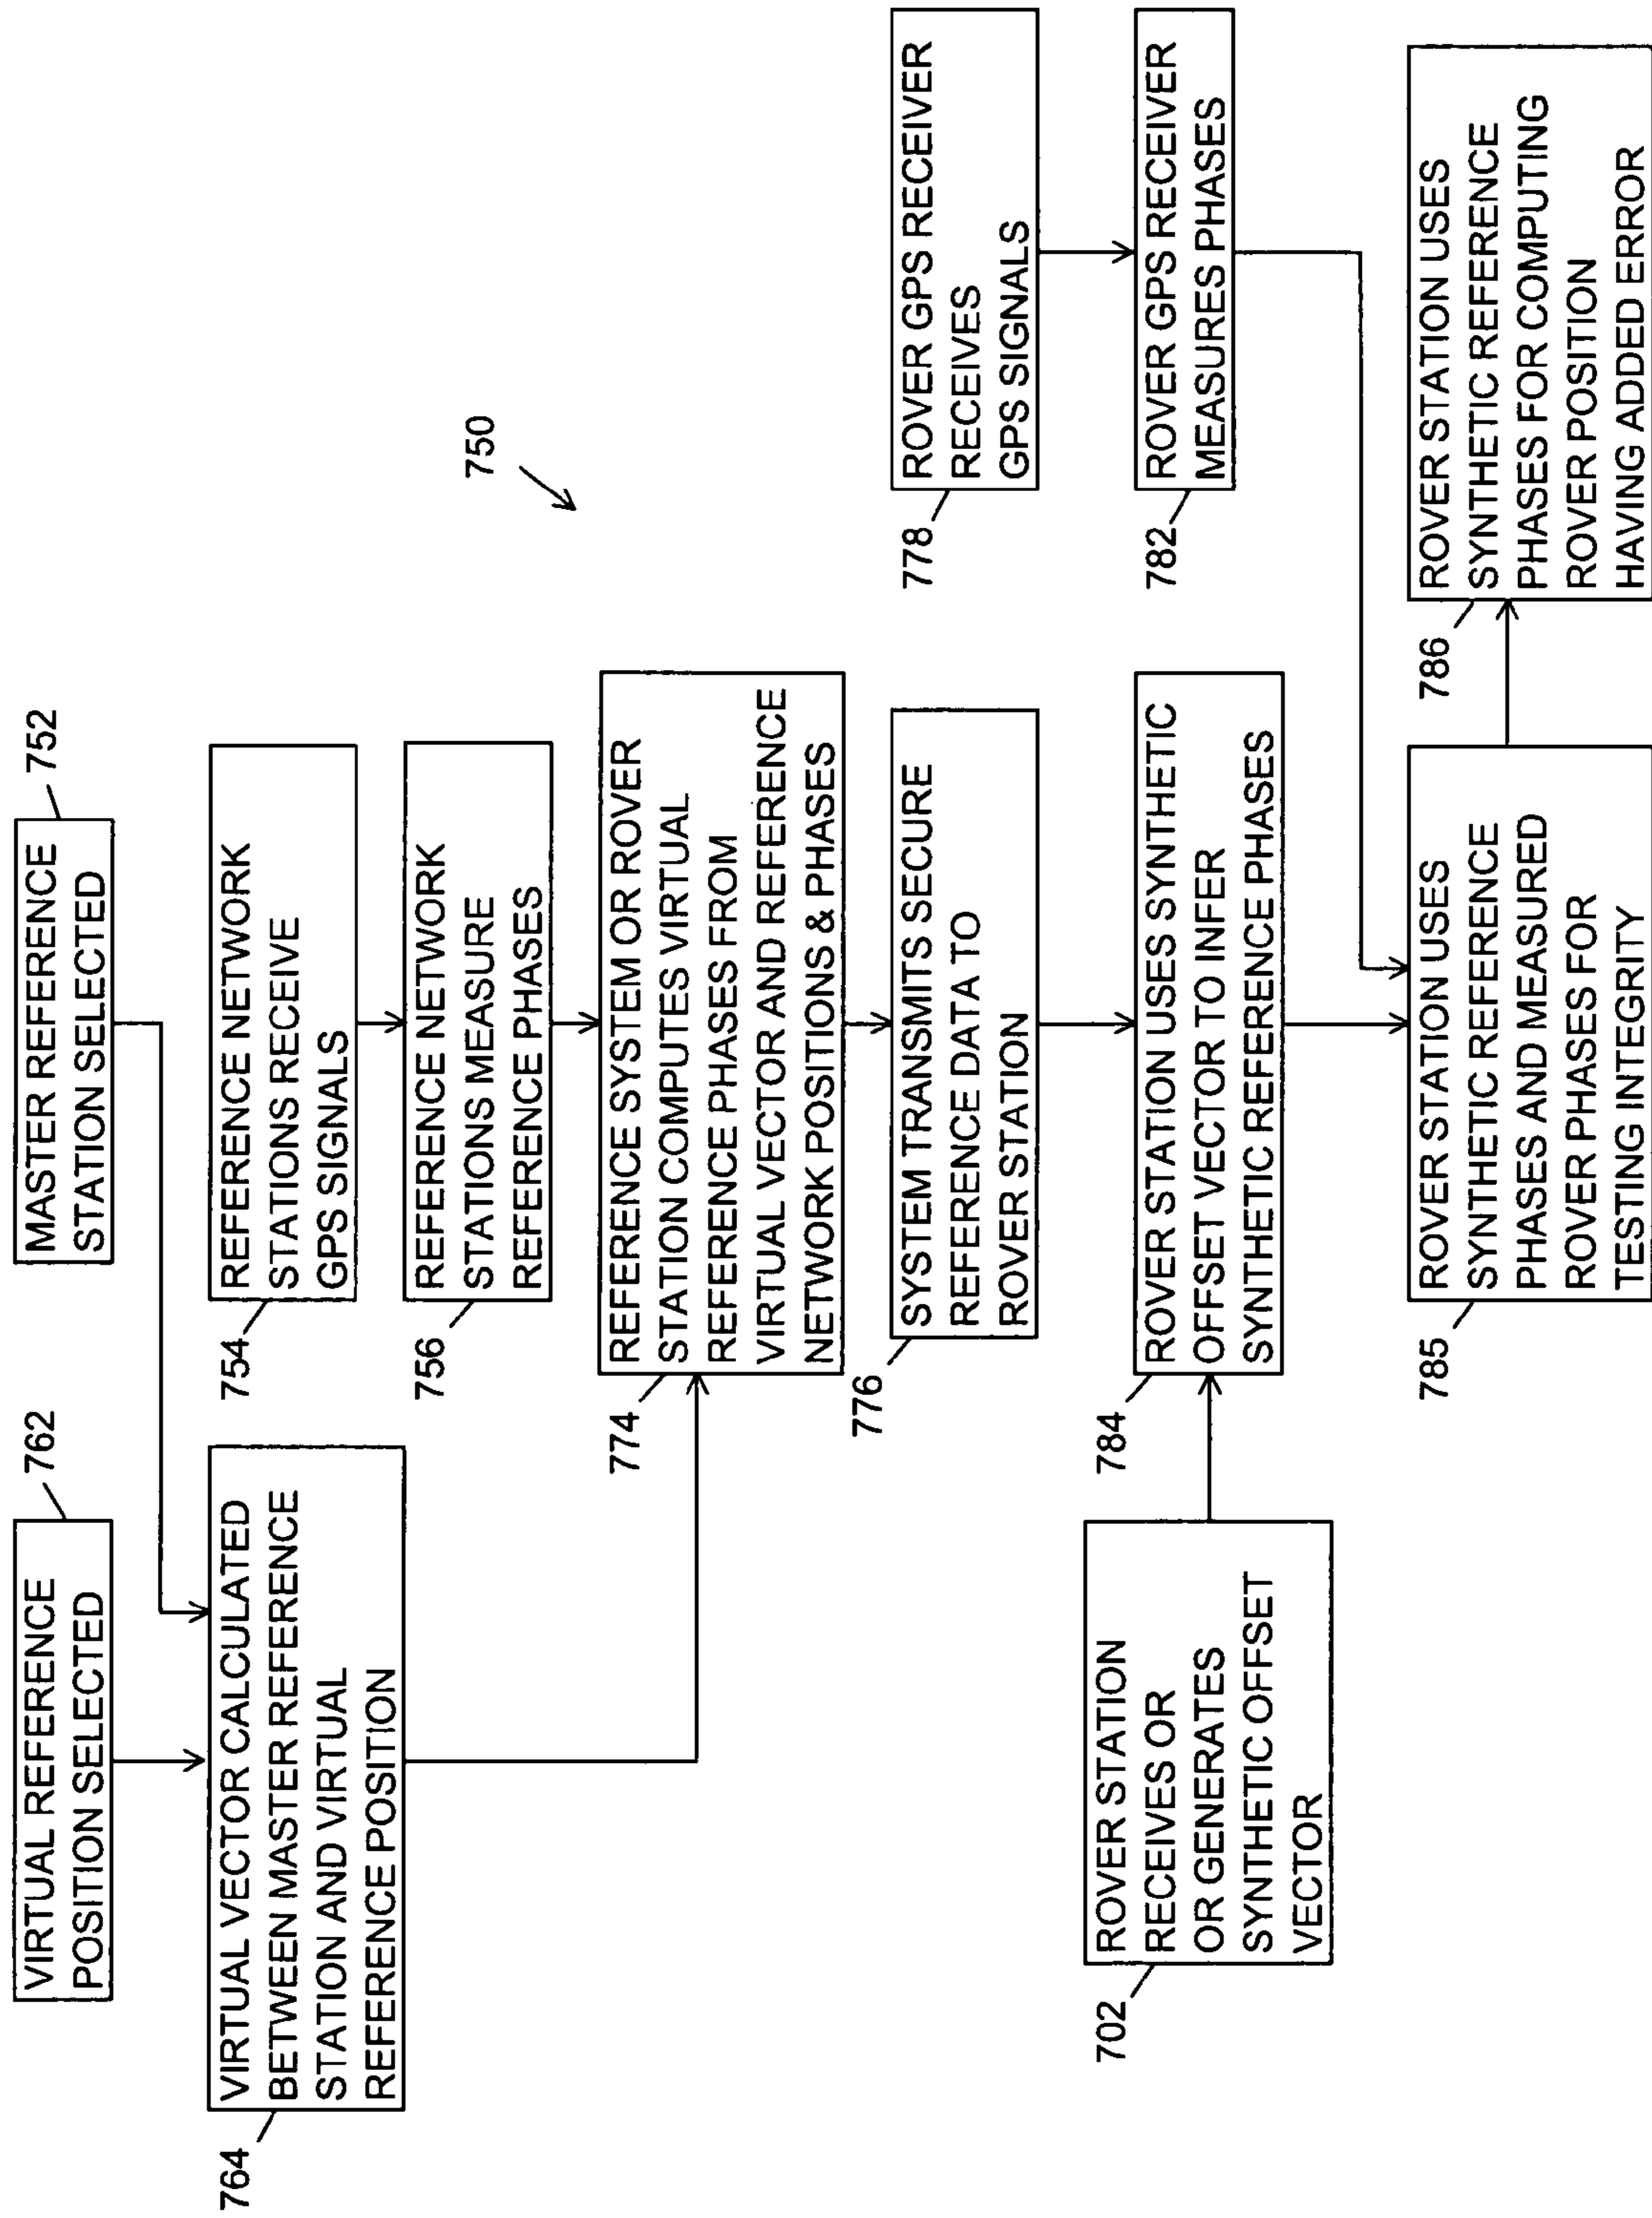 762
VIRTUAL REFERENCE
POSITION SELECTED
752
MASTER REFERENCE
STATION SELECTED
764
VIRTUAL VECTOR CALCULATED
BETWEEN MASTER REFERENCE
STATION AND VIRTUAL
REFERENCE POSITION
754
REFERENCE NETWORK
STATIONS RECEIVE
GPS SIGNALS
756
REFERENCE NETWORK
STATIONS MEASURE
REFERENCE PHASES
750
774
REFERENCE SYSTEM OR ROVER
STATION COMPUTES VIRTUAL
REFERENCE PHASES FROM
VIRTUAL VECTOR AND REFERENCE
NETWORK POSITIONS & PHASES
776
SYSTEM TRANSMITS SECURE
REFERENCE DATA TO
ROVER STATION
778
ROVER GPS RECEIVER
RECEIVES
GPS SIGNALS
702
ROVER STATION
RECEIVES OR
OR GENERATES
SYNTHETIC OFFSET
VECTOR
784
ROVER STATION USES SYNTHETIC
OFFSET VECTOR TO INFER
SYNTHETIC REFERENCE PHASES
782
ROVER GPS RECEIVER
MEASURES PHASES
785
ROVER STATION USES
SYNTHETIC REFERENCE
PHASES AND MEASURED
ROVER PHASES FOR
TESTING INTEGRITY
786
ROVER STATION USES
SYNTHETIC REFERENCE
PHASES FOR COMPUTING
ROVER POSITION
HAVING ADDED ERROR